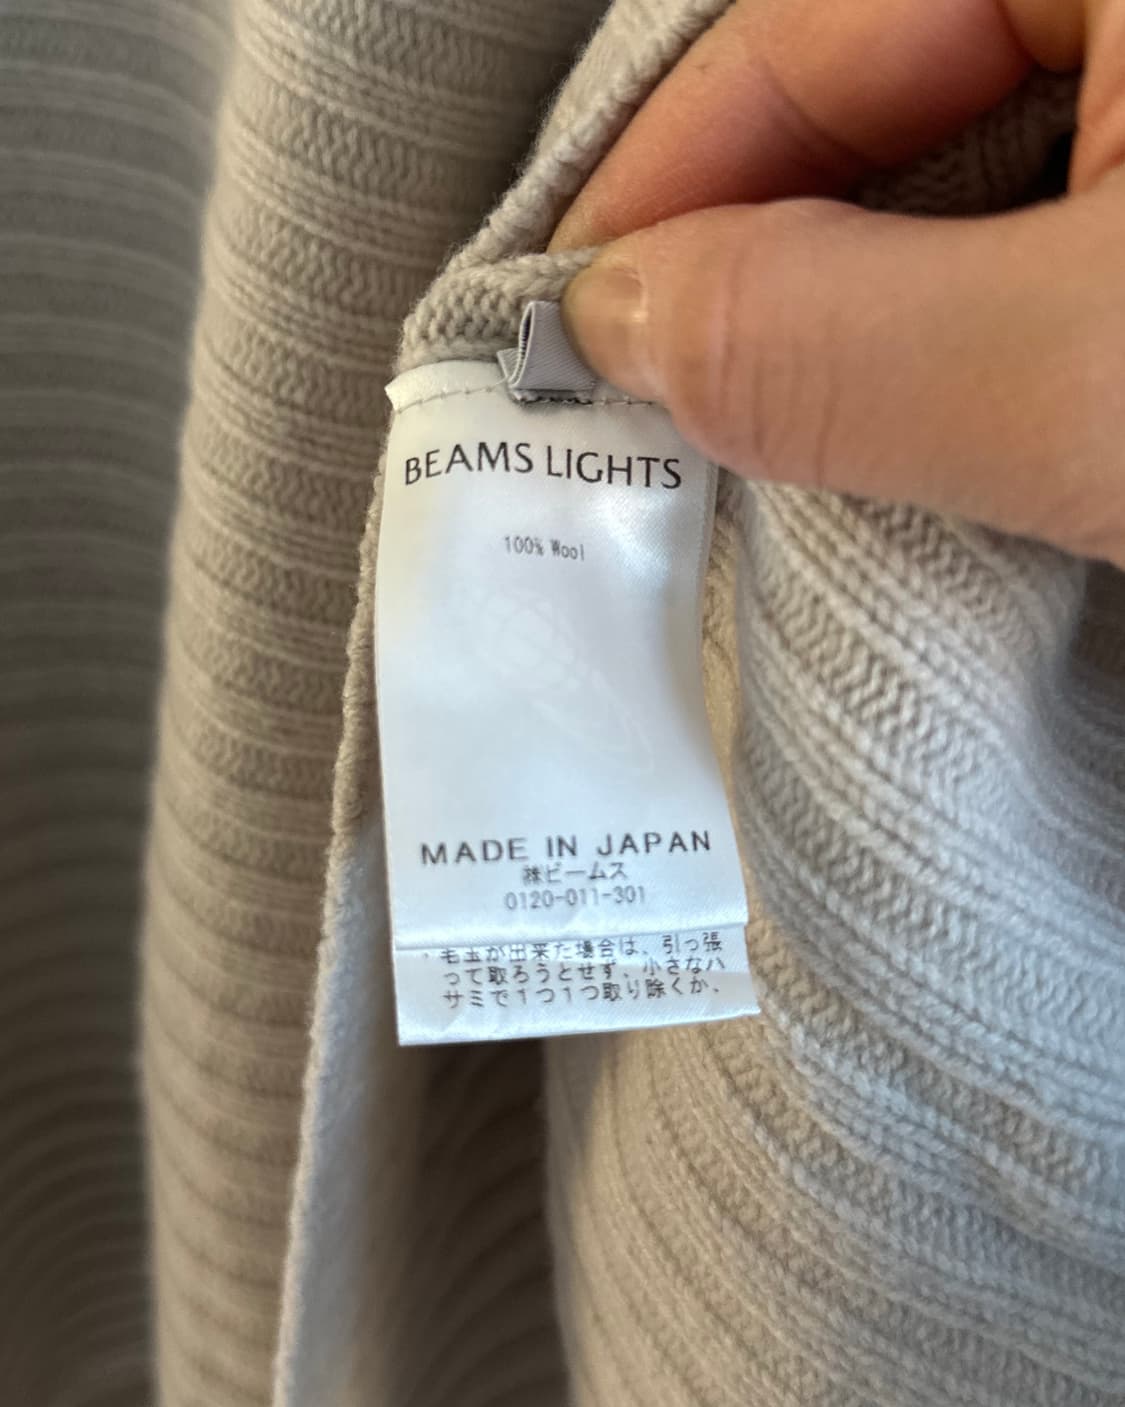 BEAMS LIGHTS
100% Wool
MADE IN JAPAN
㈱ビームス
0120-011-301
・毛玉が出来た場合は、引っ張
って取ろうとせず、小さなハ
サミで1つ1つ取り除くか、